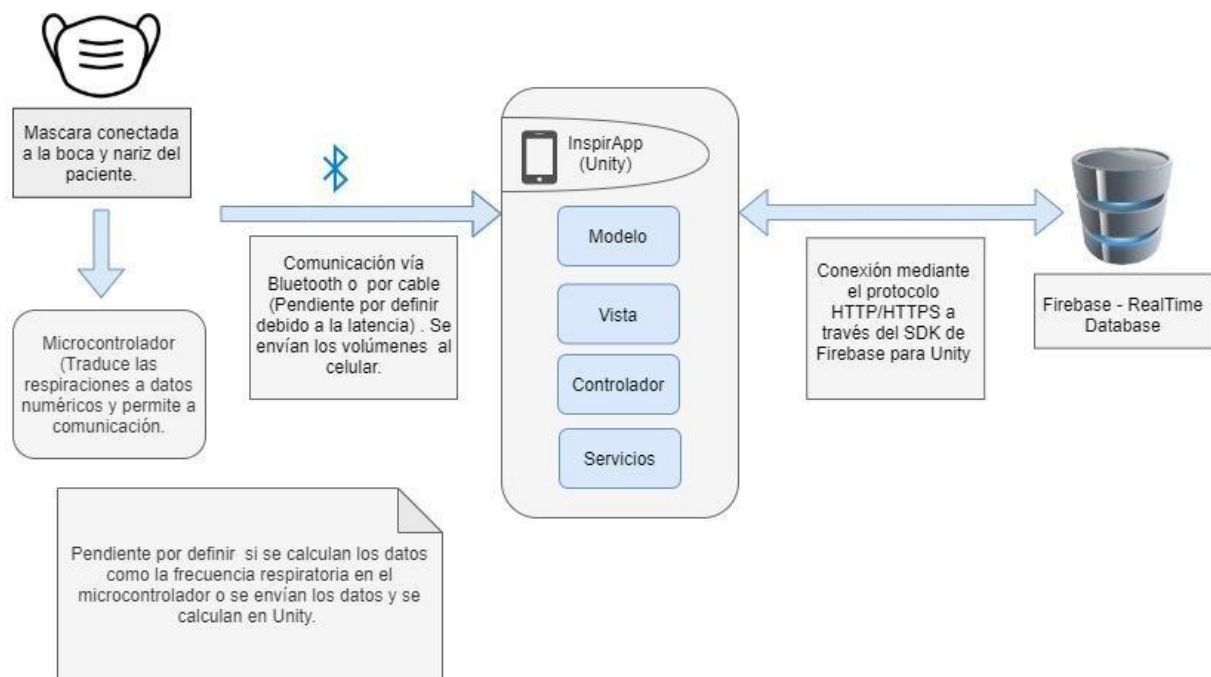 Mascara conectada
a la boca y nariz del
paciente.
Microcontrolador
(Traduce las
respiraciones a datos
numéricos y permite a
comunicación.
Comunicación vía
Bluetooth o por cable
(Pendiente por definir
debido a la latencia) . Se
envían los volúmenes al
celular.
InspirApp
(Unity)
Modelo
Vista
Controlador
Servicios
Conexión mediante
el protocolo
HTTP/HTTPS a
través del SDK de
Firebase para Unity
Firebase - RealTime
Database
Pendiente por definir si se calculan los datos
como la frecuencia respiratoria en el
microcontrolador o se envían los datos y se
calculan en Unity.